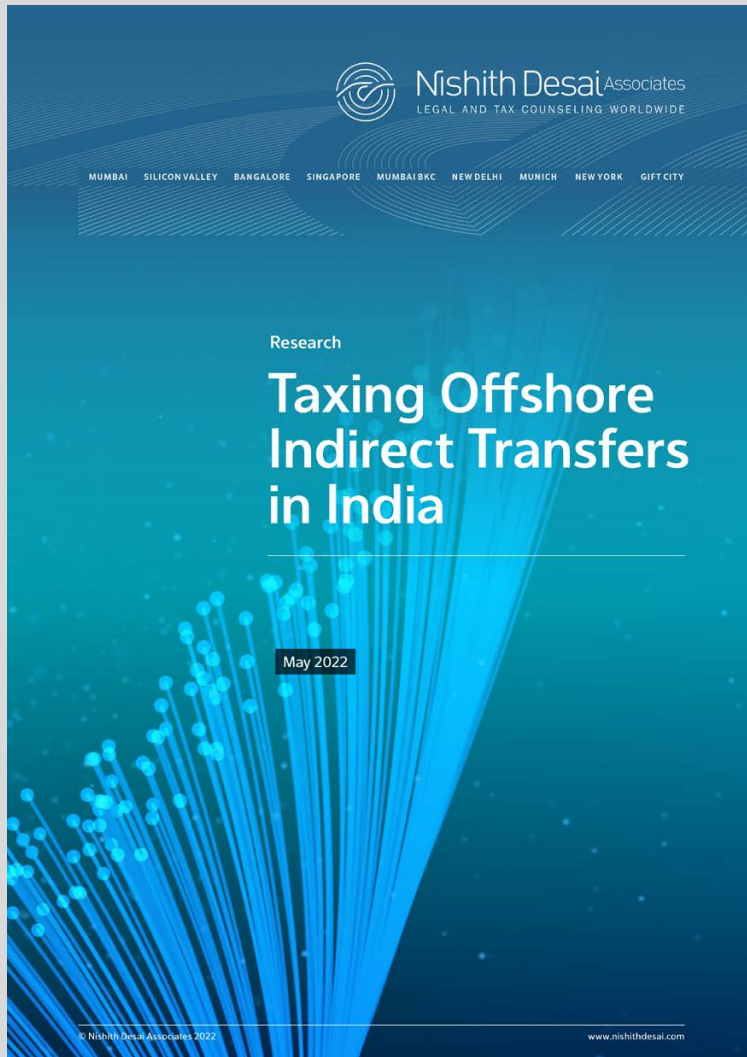 Nishith Desai Associates
LEGAL AND TAX COUNSELING WORLDWIDE
MUMBAI SILICON VALLEY BANGALORE SINGAPORE MUMBAI BKC NEW DELHI MUNICH NEW YORK GIFT CITY
Research
Taxing Offshore
Indirect Transfers
in India
May 2022
© Nishith Desai Associates 2022 www.nishithdesai.com